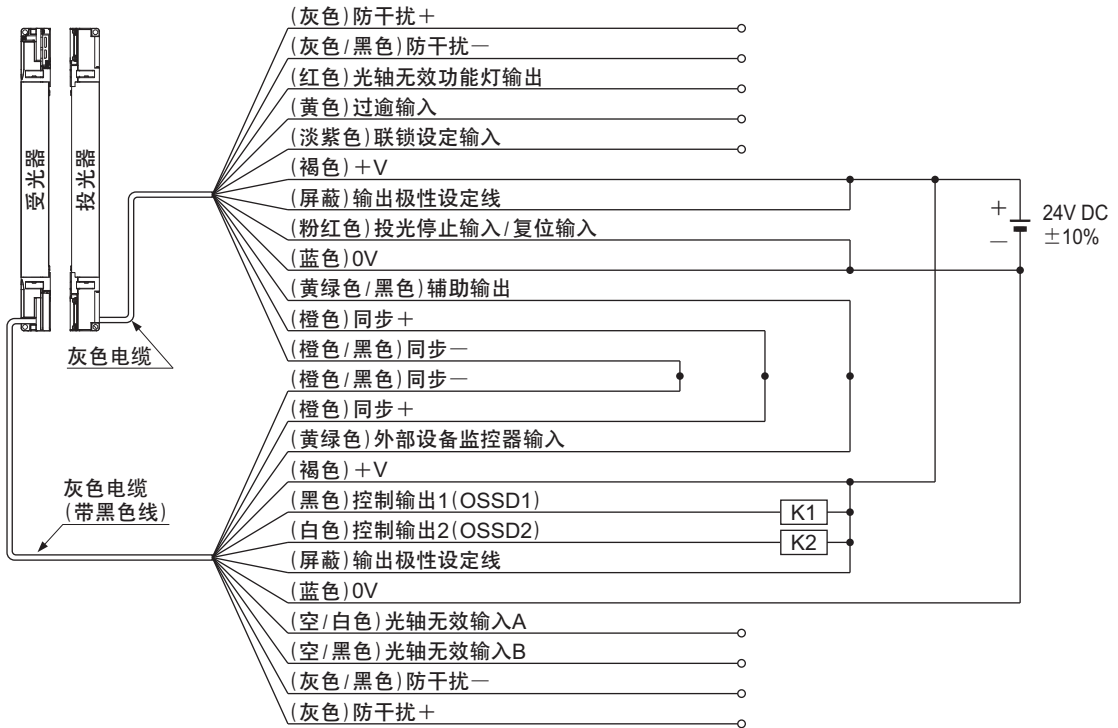 (灰色)防干扰+
(灰色/黑色)防干扰—
(红色)光轴无效功能灯输出
(黄色)过逾输入
(淡紫色)联锁设定输入
(褐色)+V
(屏蔽)输出极性设定线
(粉红色)投光停止输入/复位输入
(蓝色)0V
(黄绿色/黑色)辅助输出
(橙色)同步+
(橙色/黑色)同步—
(橙色/黑色)同步—
(橙色)同步+
(黄绿色)外部设备监控器输入
(褐色)+V
(黑色)控制输出1(OSSD1)
(白色)控制输出2(OSSD2)
(屏蔽)输出极性设定线
(蓝色)0V
(空/白色)光轴无效输入A
(空/黑色)光轴无效输入B
(灰色/黑色)防干扰—
(灰色)防干扰+
受光器
投光器
灰色电缆
灰色电缆
(带黑色线)
K1
K2
+
—
24V DC
±10%